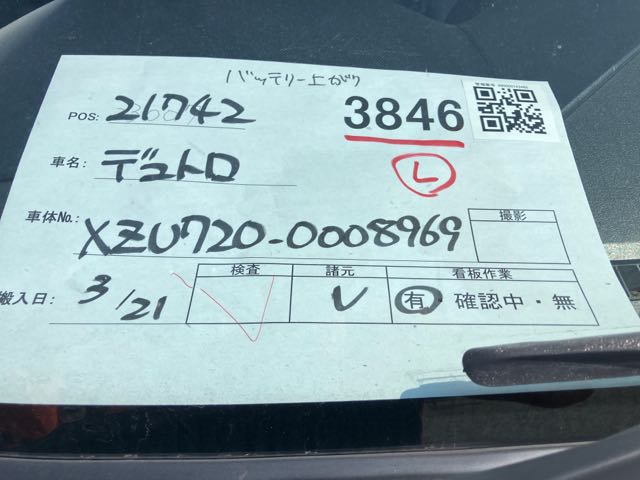 バッテリー上がり
POS: 21742
3846
車名: デュトロ
L
車体No.: XZU720-0008969
撮影
搬入日: 3/21
検査 諸元 看板作業
レ 有・確認中・無